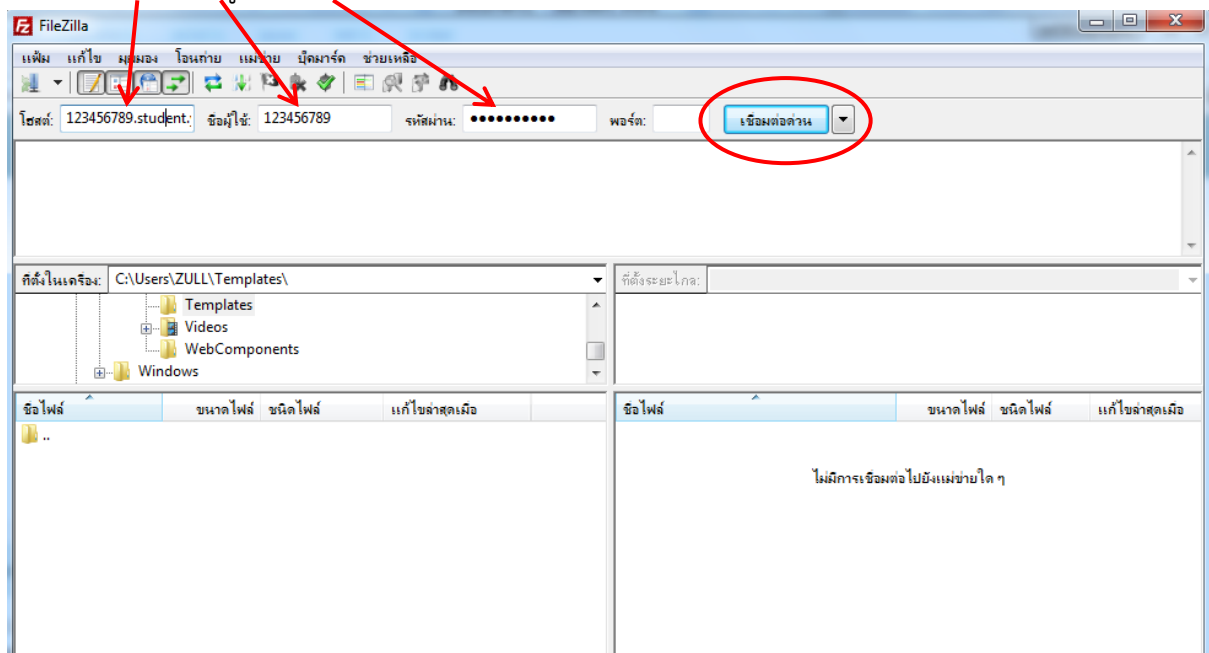 FileZilla
แฟ้ม แก้ไข มุมมอง โอนถ่าย แม่ข่าย บุ๊คมาร์ค ช่วยเหลือ
โฮสต์: 123456789.student. ชื่อผู้ใช้: 123456789 รหัสผ่าน: ●●●●●●●●●● พอร์ต: เชื่อมต่อด่วน
ที่ตั้งในเครื่อง: C:\Users\ZULL\Templates\ ที่ตั้งระยะไกล:
Templates
Videos
WebComponents
Windows
ชื่อไฟล์ ขนาดไฟล์ ชนิดไฟล์ แก้ไขล่าสุดเมื่อ ชื่อไฟล์ ขนาดไฟล์ ชนิดไฟล์ แก้ไขล่าสุดเมื่อ
..
ไม่มีการเชื่อมต่อไปยังแม่ข่ายใด ๆ